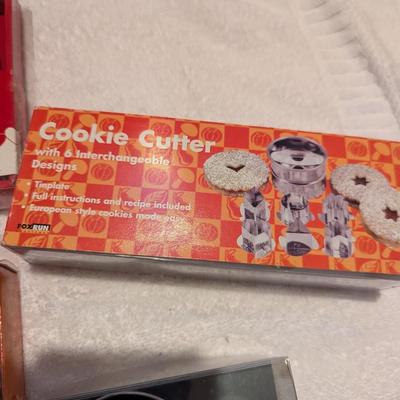 Cookie Cutter
with 6 Interchangeable
Designs
• Tinplate
• Full instructions and recipe included
• European style cookies made easy
FOX RUN